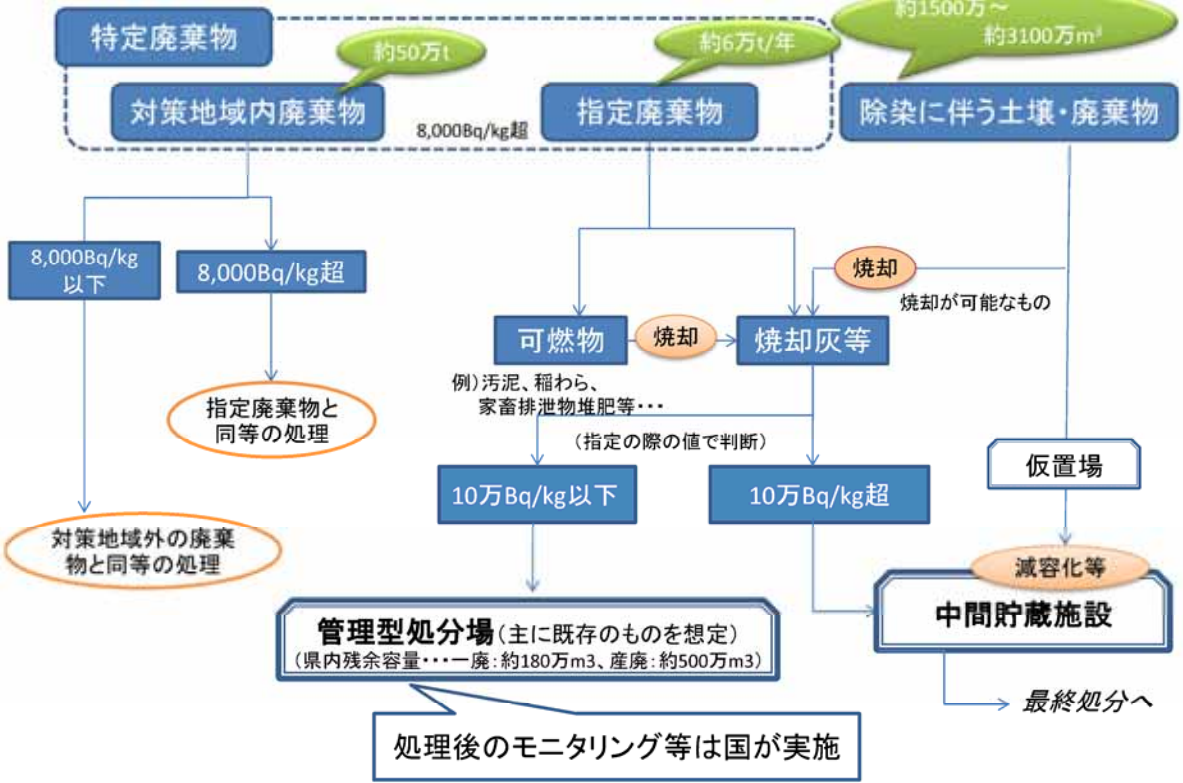 特定廃棄物
約50万t
約6万t/年
約1500万～
約3100万m³
対策地域内廃棄物
8,000Bq/kg超
指定廃棄物
除染に伴う土壌・廃棄物
8,000Bq/kg
以下
8,000Bq/kg超
焼却
焼却が可能なもの
可燃物
焼却
焼却灰等
例）汚泥、稲わら、
家畜排泄物堆肥等・・・
指定廃棄物と
同等の処理
（指定の際の値で判断）
仮置場
10万Bq/kg以下
10万Bq/kg超
対策地域外の廃棄
物と同等の処理
減容化等
中間貯蔵施設
管理型処分場（主に既存のものを想定）
（県内残余容量・・・一廃：約180万m3、産廃：約500万m3）
最終処分へ
処理後のモニタリング等は国が実施